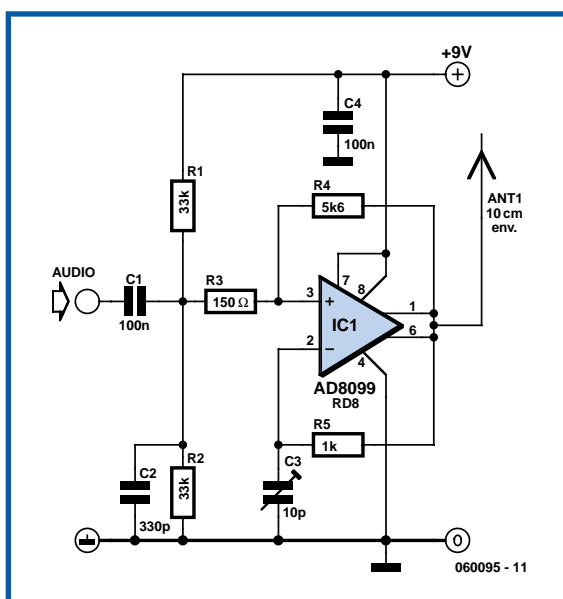 +9V
C4
100n
R1
33k
R4
5k6
ANT1
10 cm
env.
AUDIO
C1
100n
R3
150 Ω
7
8
3
+
IC1
1
6
2
–
4
AD8099
RD8
R5
1k
C2
330p
R2
33k
C3
10p
0
060095 - 11